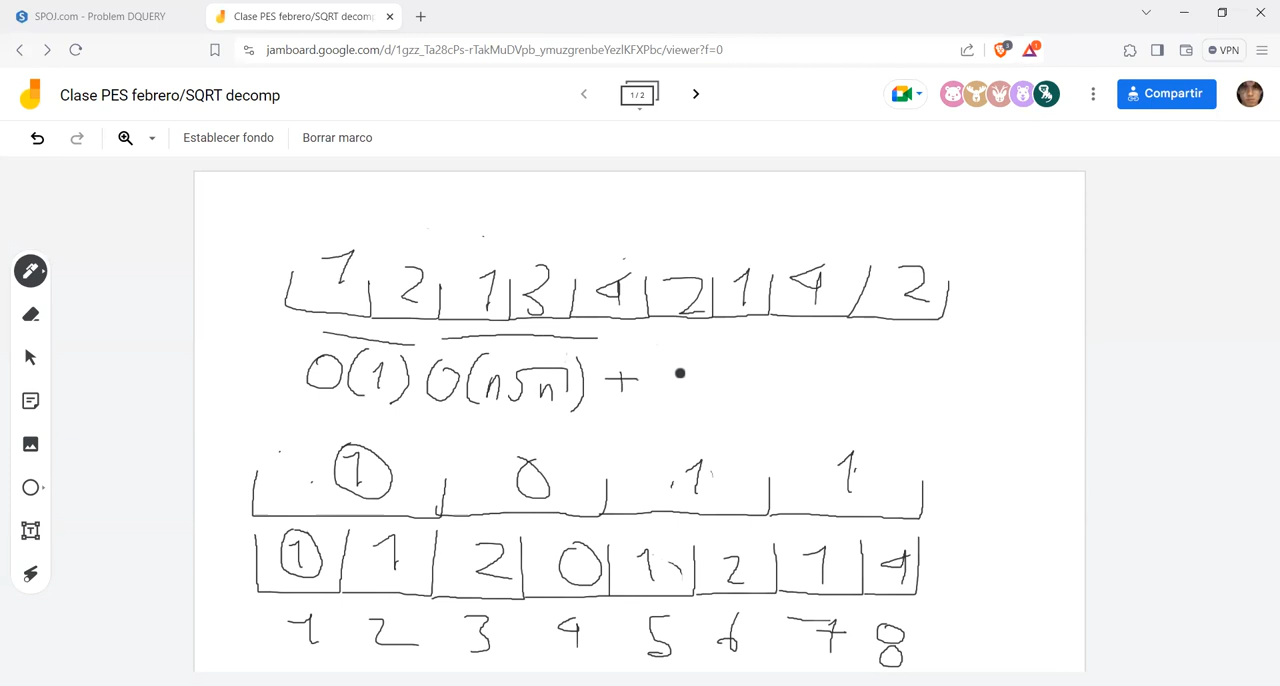 SPOJ.com - Problem DQUERY
Clase PES febrero/SQRT decomp
jamboard.google.com/d/1gzz_Ta28cPs-rTakMuDVpb_ymuzgrenbeYezlKFXPbc/viewer?f=0
VPN
Clase PES febrero/SQRT decomp
1/2
Compartir
Establecer fondo
Borrar marco
1 2 1 3 4 2 1 4 2
O(1) O(n√n) +
1 0 1 1
1 1 2 0 1 2 1 4
1 2 3 4 5 6 7 8